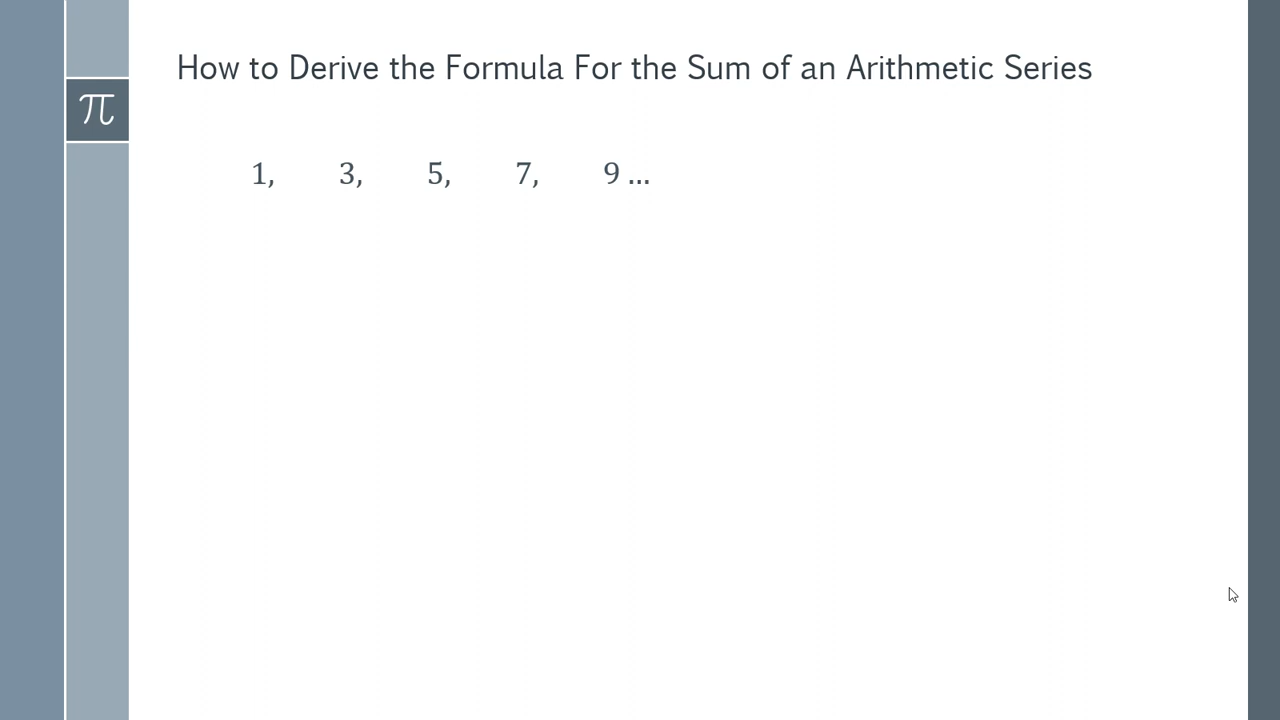 How to Derive the Formula For the Sum of an Arithmetic Series
π
1, 3, 5, 7, 9 ...